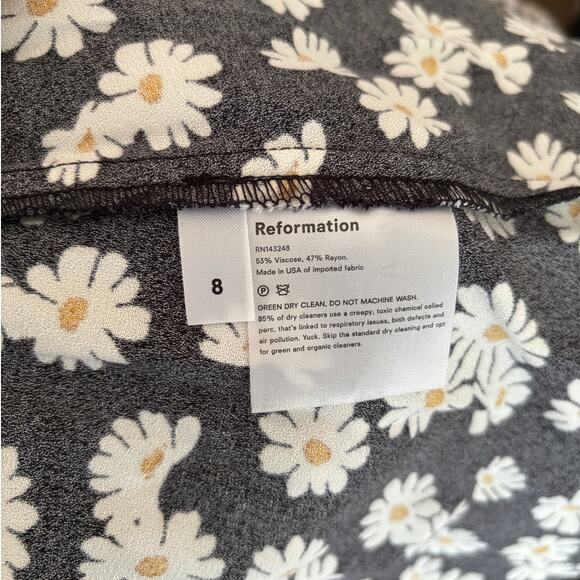 Reformation
RN143248
53% Viscose, 47% Rayon.
Made in USA of imported fabric
8
P
GREEN DRY CLEAN, DO NOT MACHINE WASH.
85% of dry cleaners use a creepy, toxic chemical called
perc, that's linked to respiratory issues, birth defects and
air pollution. Yuck. Skip the standard dry cleaning and opt
for green and organic cleaners.